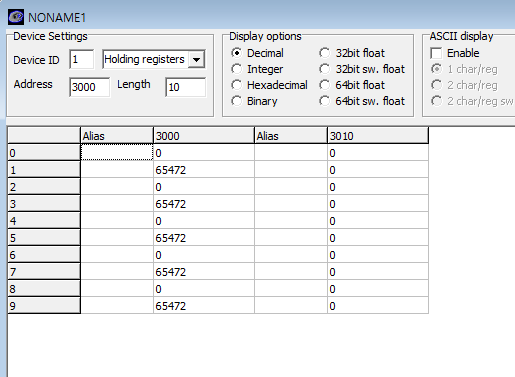 NONAME1
Device Settings
Device ID 1 Holding registers
Address 3000 Length 10
Display options
Decimal 32bit float
Integer 32bit sw. float
Hexadecimal 64bit float
Binary 64bit sw. float
ASCII display
Enable
1 char/reg
2 char/reg
2 char/reg sw
Alias 3000 Alias 3010
0 0 0
1 65472 0
2 0 0
3 65472 0
4 0 0
5 65472 0
6 0 0
7 65472 0
8 0 0
9 65472 0